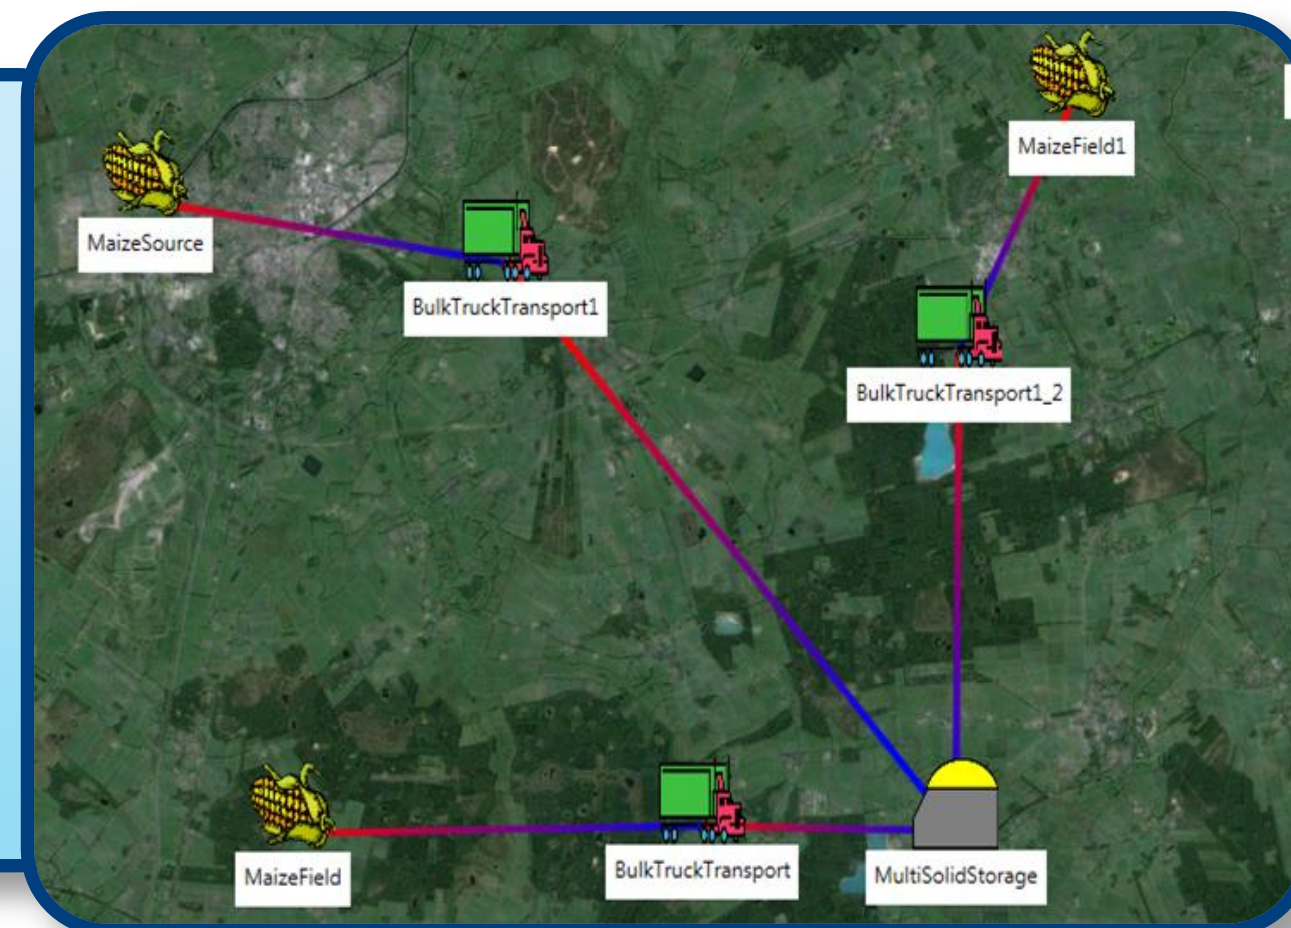 MaizeField1
MaizeSource
BulkTruckTransport1
BulkTruckTransport1_2
MaizeField
BulkTruckTransport
MultiSolidStorage